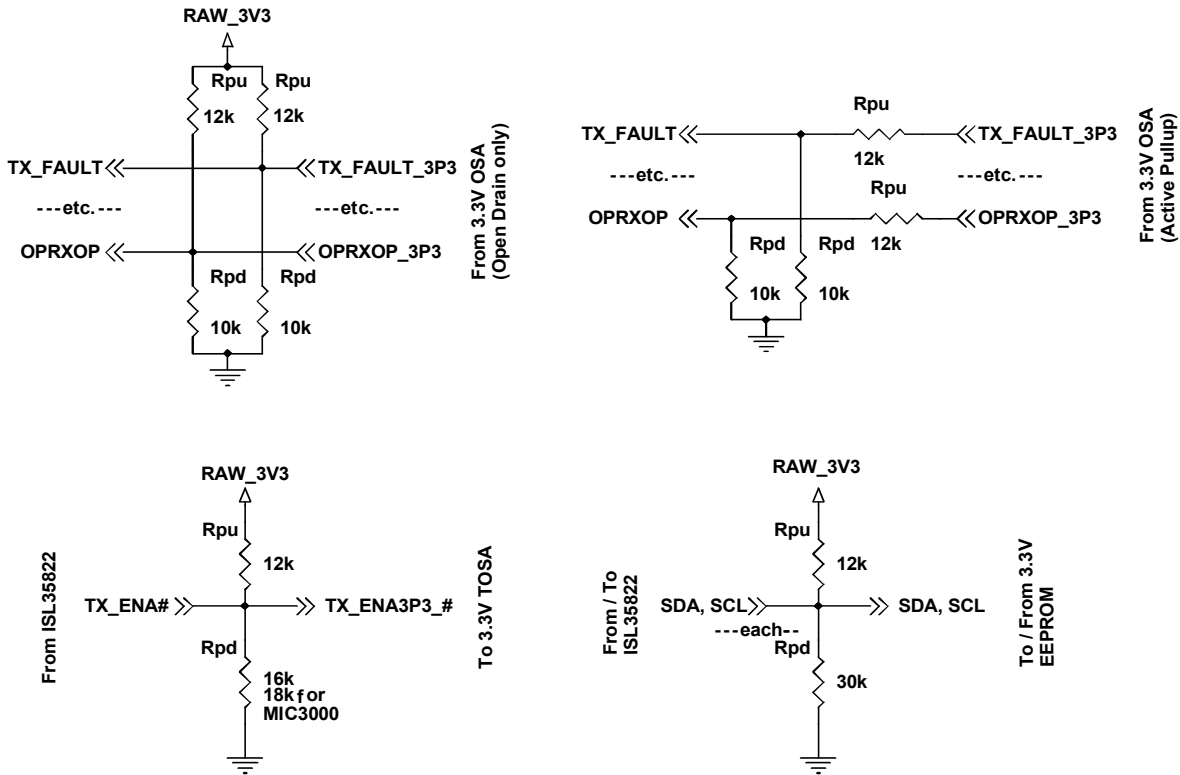 RAW_3V3
Rpu Rpu
12k 12k
TX_FAULT TX_FAULT_3P3
---etc.--- ---etc.---
OPRXOP OPRXOP_3P3
Rpd Rpd
10k 10k
From 3.3V OSA
(Open Drain only)
Rpu
TX_FAULT TX_FAULT_3P3
12k
---etc.--- ---etc.---
Rpu
OPRXOP OPRXOP_3P3
12k
Rpd Rpd
10k 10k
From 3.3V OSA
(Active Pullup)
RAW_3V3
Rpu
12k
From ISL35822
TX_ENA# TX_ENA3P3_#
Rpd
16k
18k for
MIC3000
To 3.3V TOSA
RAW_3V3
Rpu
12k
From / To
ISL35822
SDA, SCL SDA, SCL
---each--
Rpd
30k
To / From 3.3V
EEPROM